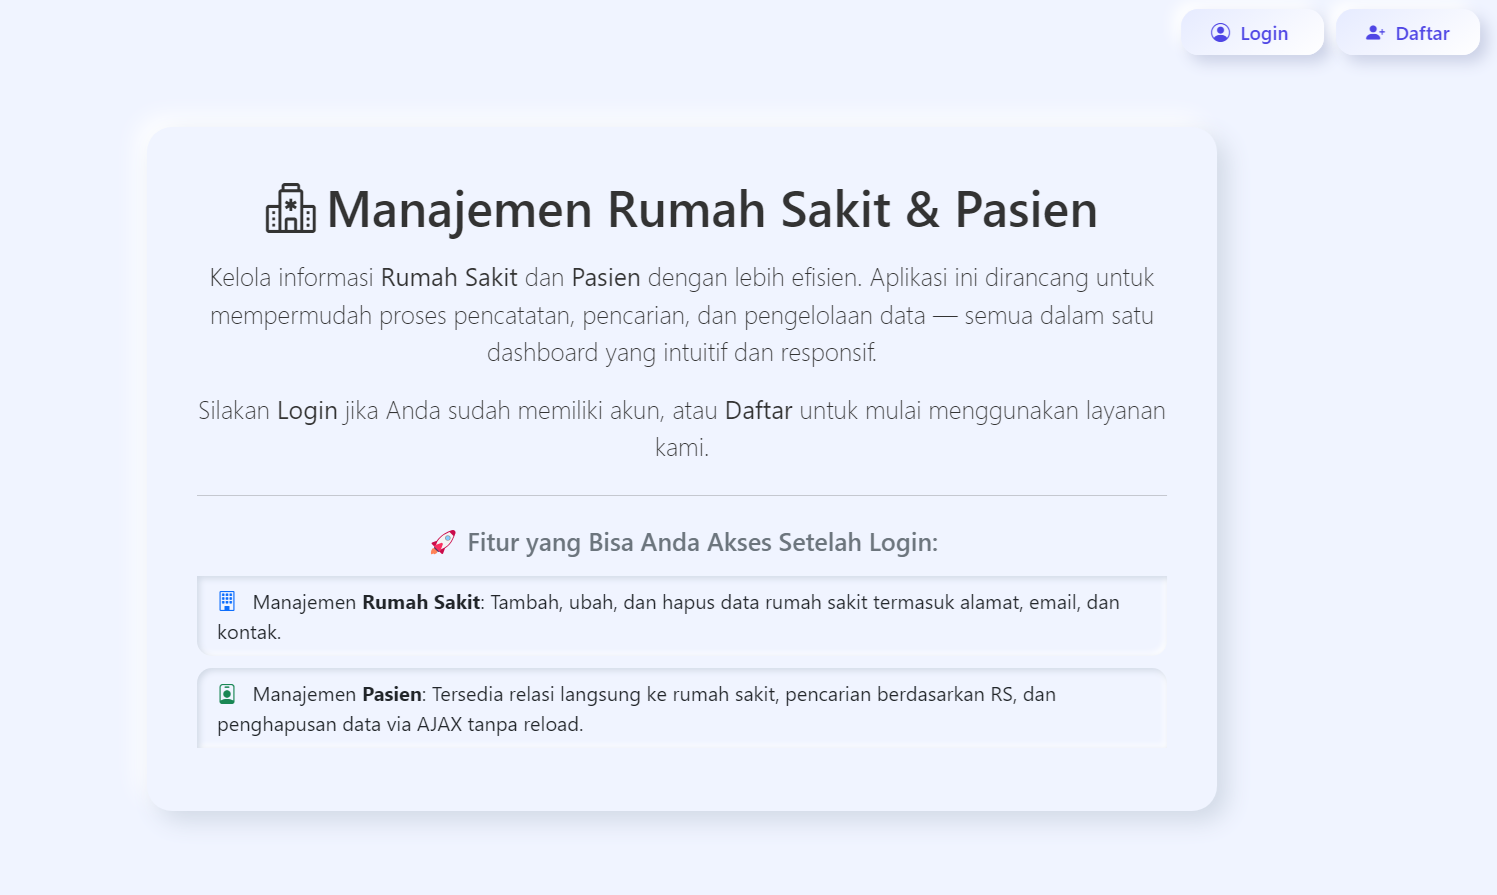 Login
Daftar
Manajemen Rumah Sakit & Pasien
Kelola informasi Rumah Sakit dan Pasien dengan lebih efisien. Aplikasi ini dirancang untuk
mempermudah proses pencatatan, pencarian, dan pengelolaan data — semua dalam satu
dashboard yang intuitif dan responsif.
Silakan Login jika Anda sudah memiliki akun, atau Daftar untuk mulai menggunakan layanan
kami.
🚀 Fitur yang Bisa Anda Akses Setelah Login:
Manajemen Rumah Sakit: Tambah, ubah, dan hapus data rumah sakit termasuk alamat, email, dan
kontak.
Manajemen Pasien: Tersedia relasi langsung ke rumah sakit, pencarian berdasarkan RS, dan
penghapusan data via AJAX tanpa reload.